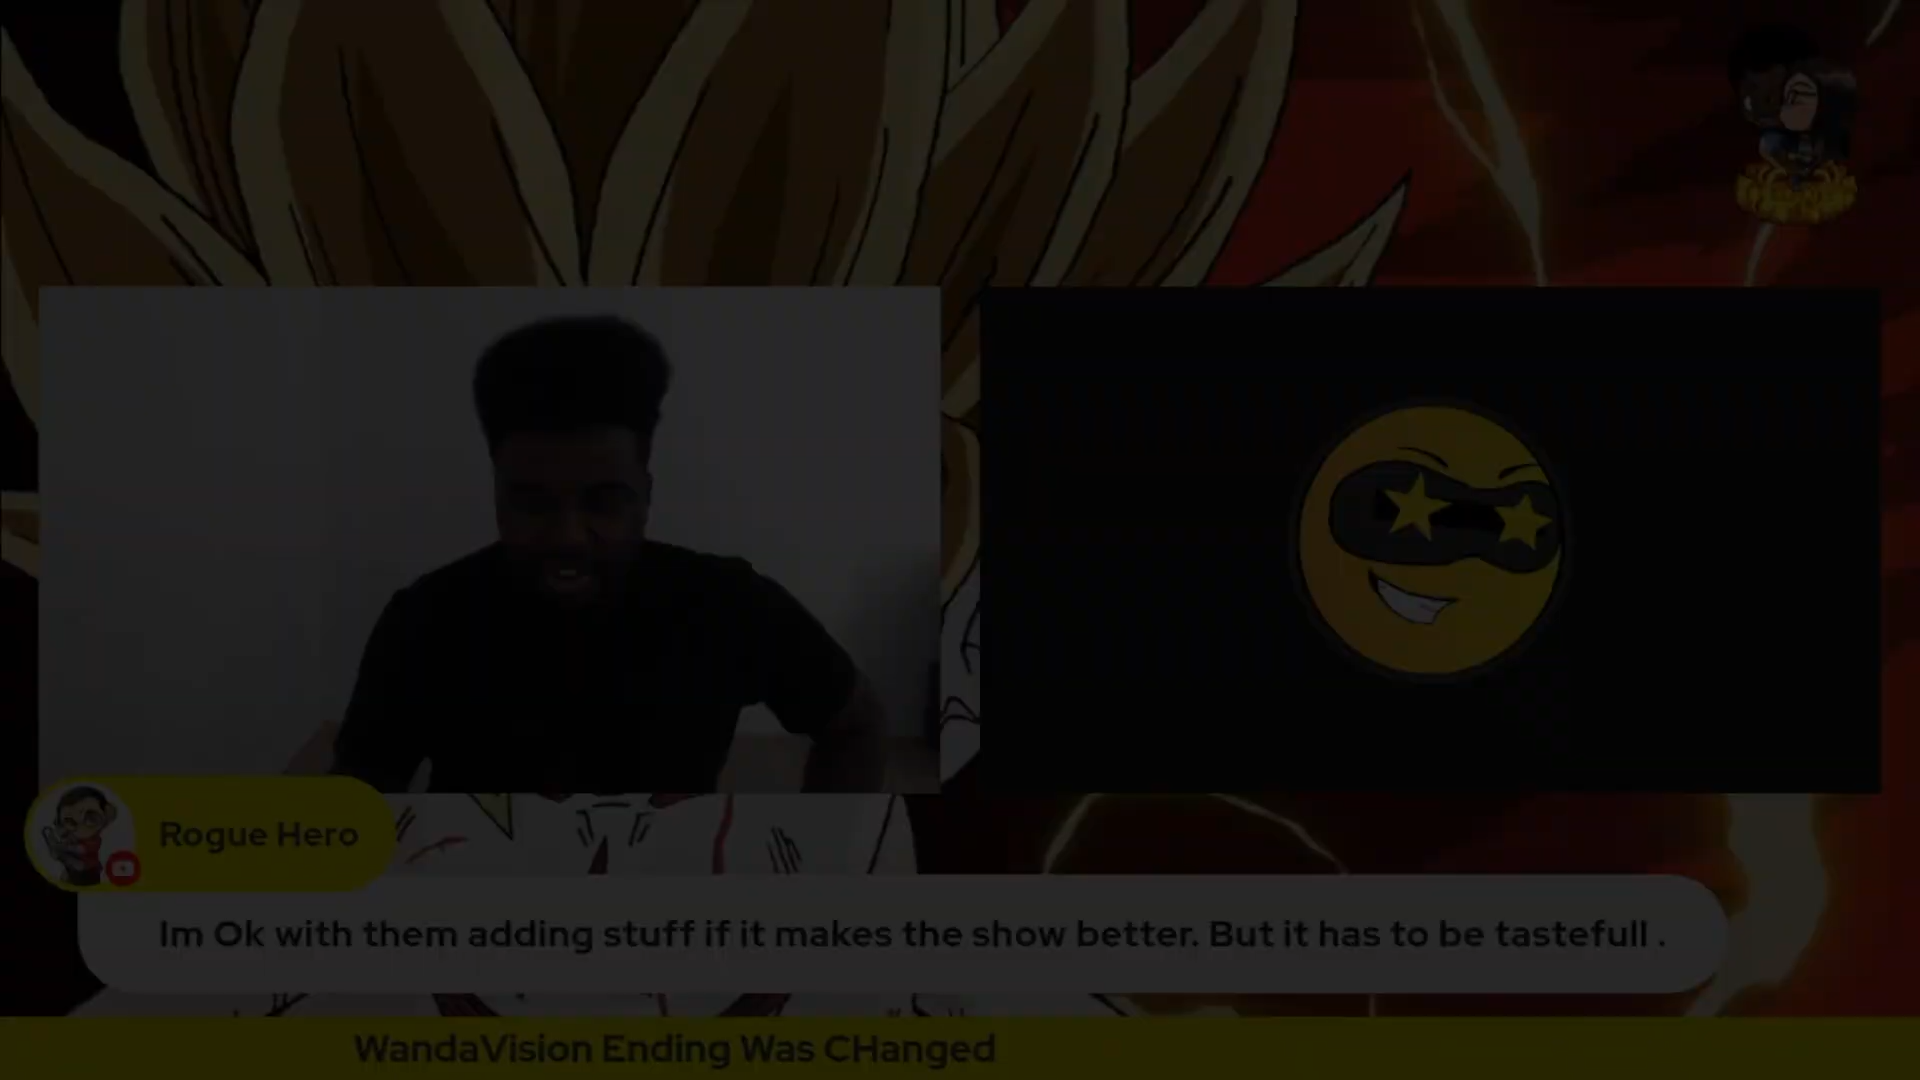 Rogue Hero
Im Ok with them adding stuff if it makes the show better. But it has to be tastefull .
WandaVision Ending Was CHanged